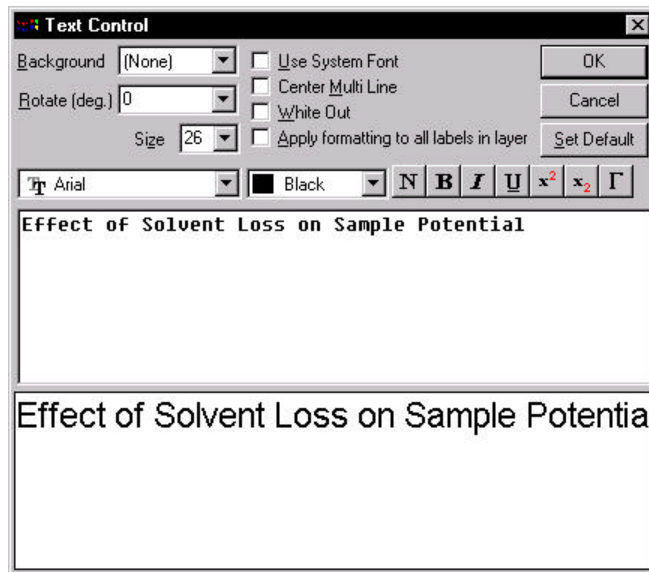 Text Control
Background (None)
Use System Font
OK
Center Multi Line
Rotate (deg.) 0
Cancel
White Out
Size 26
Apply formatting to all labels in layer
Set Default
Arial
Black
N B I U x² x₂ Γ
Effect of Solvent Loss on Sample Potential
Effect of Solvent Loss on Sample Potentia